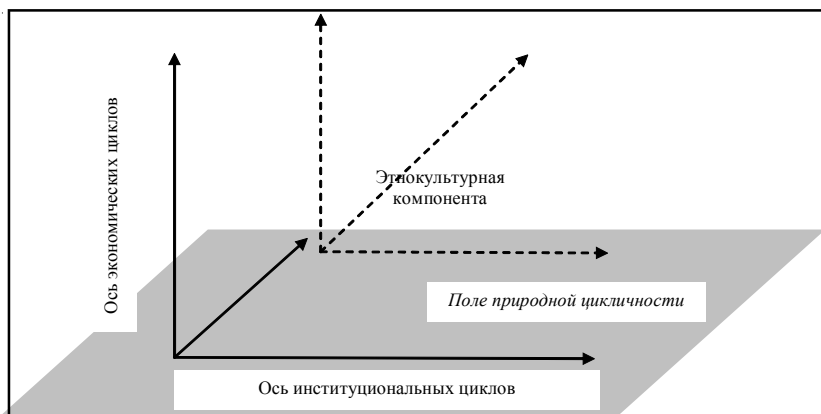 Ось экономических циклов
Этнокультурная
компонента
Поле природной цикличности
Ось институциональных циклов